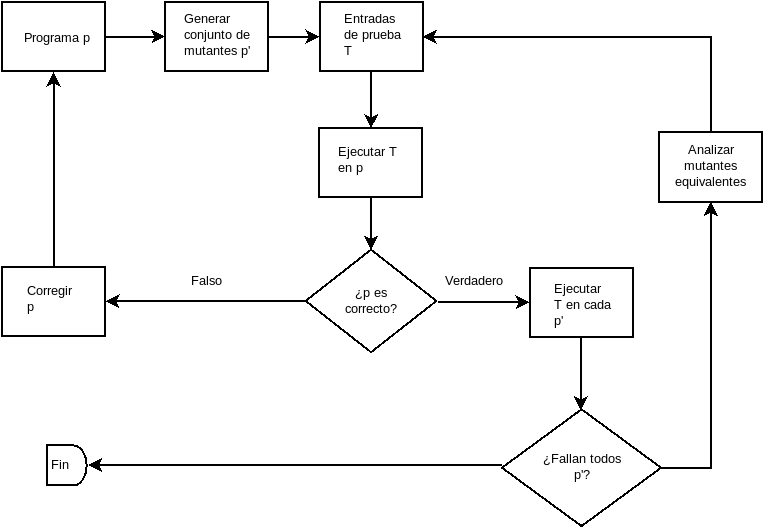 Programa p
Generar
conjunto de
mutantes p'
Entradas
de prueba
T
Ejecutar T
en p
Analizar
mutantes
equivalentes
Corregir
p
Falso
¿p es
correcto?
Verdadero
Ejecutar
T en cada
p'
¿Fallan todos
p'?
Fin